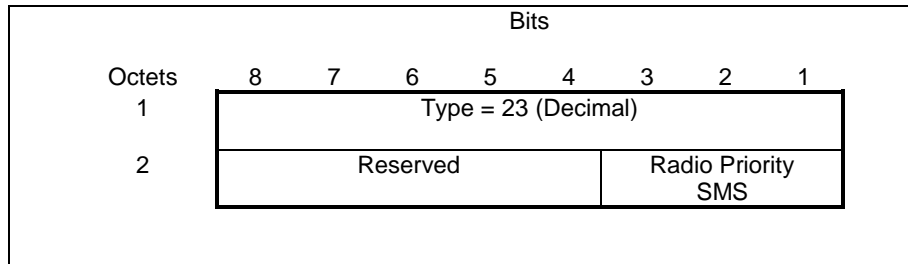 Bits
Octets 8 7 6 5 4 3 2 1
1 Type = 23 (Decimal)
2 Reserved Radio Priority
SMS